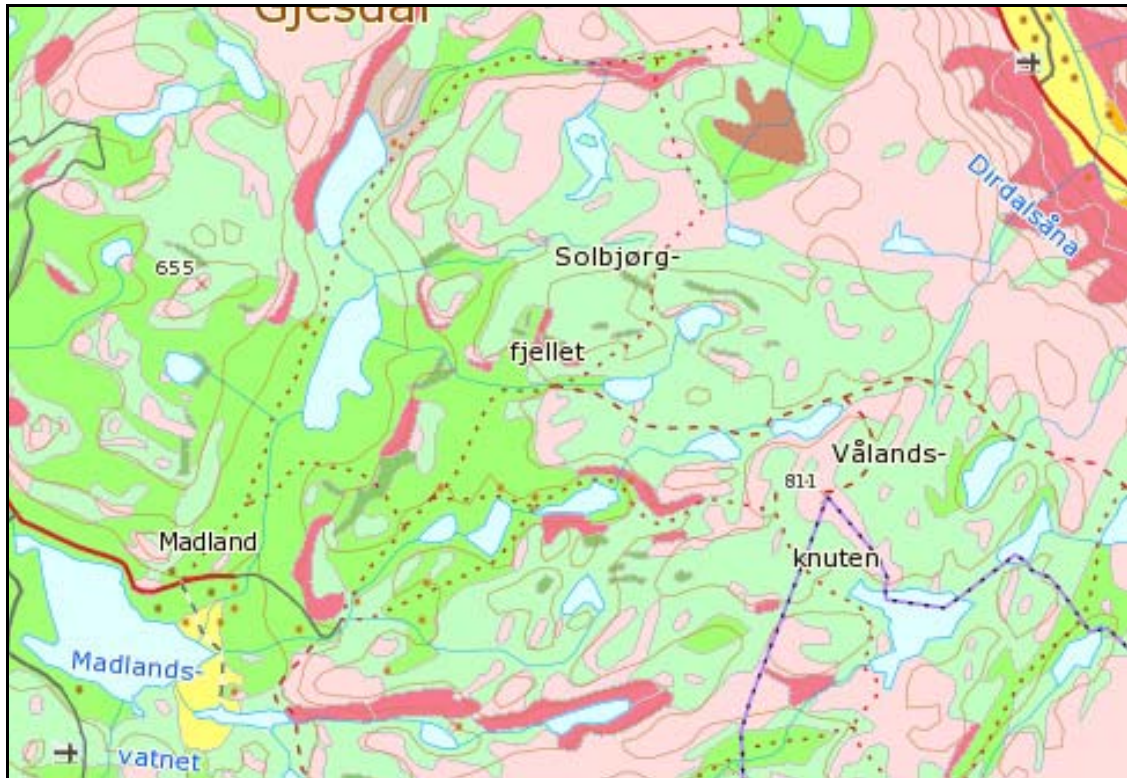 Gjesdal
Dirdalsåna
Solbjørg-
655
fjellet
Vålands-
811
Madland
knuten
Madlands-
vatnet